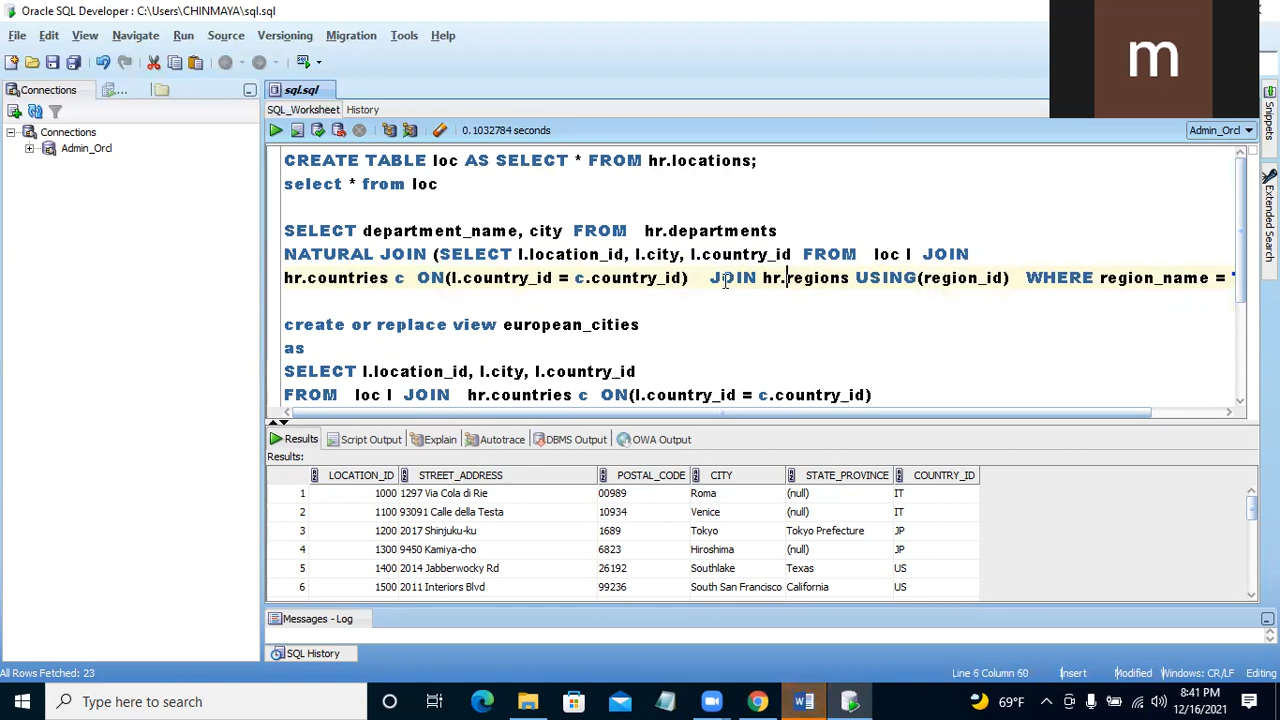 Oracle SQL Developer : C:\Users\CHINMAYA\sql.sql
File Edit View Navigate Run Source Versioning Migration Tools Help
m
Connections
...
sql.sql
SQL_Worksheet History
0.1032784 seconds
Admin_Orcl
Connections
Admin_Orcl
CREATE TABLE loc AS SELECT * FROM hr.locations;
select * from loc
SELECT department_name, city FROM hr.departments
NATURAL JOIN (SELECT l.location_id, l.city, l.country_id FROM loc l JOIN
hr.countries c ON(l.country_id = c.country_id) JOIN hr.regions USING(region_id) WHERE region_name = '
create or replace view european_cities
as
SELECT l.location_id, l.city, l.country_id
FROM loc l JOIN hr.countries c ON(l.country_id = c.country_id)
Snippets
Extended Search
Results Script Output Explain Autotrace DBMS Output OWA Output
Results:
LOCATION_ID STREET_ADDRESS POSTAL_CODE CITY STATE_PROVINCE COUNTRY_ID
1 1000 1297 Via Cola di Rie 00989 Roma (null) IT
2 1100 93091 Calle della Testa 10934 Venice (null) IT
3 1200 2017 Shinjuku-ku 1689 Tokyo Tokyo Prefecture JP
4 1300 9450 Kamiya-cho 6823 Hiroshima (null) JP
5 1400 2014 Jabberwocky Rd 26192 Southlake Texas US
6 1500 2011 Interiors Blvd 99236 South San Francisco California US
Messages - Log
SQL History
All Rows Fetched: 23
Line 6 Column 60 Insert Modified Windows: CR/LF Editing
Type here to search
69°F
8:41 PM
12/16/2021